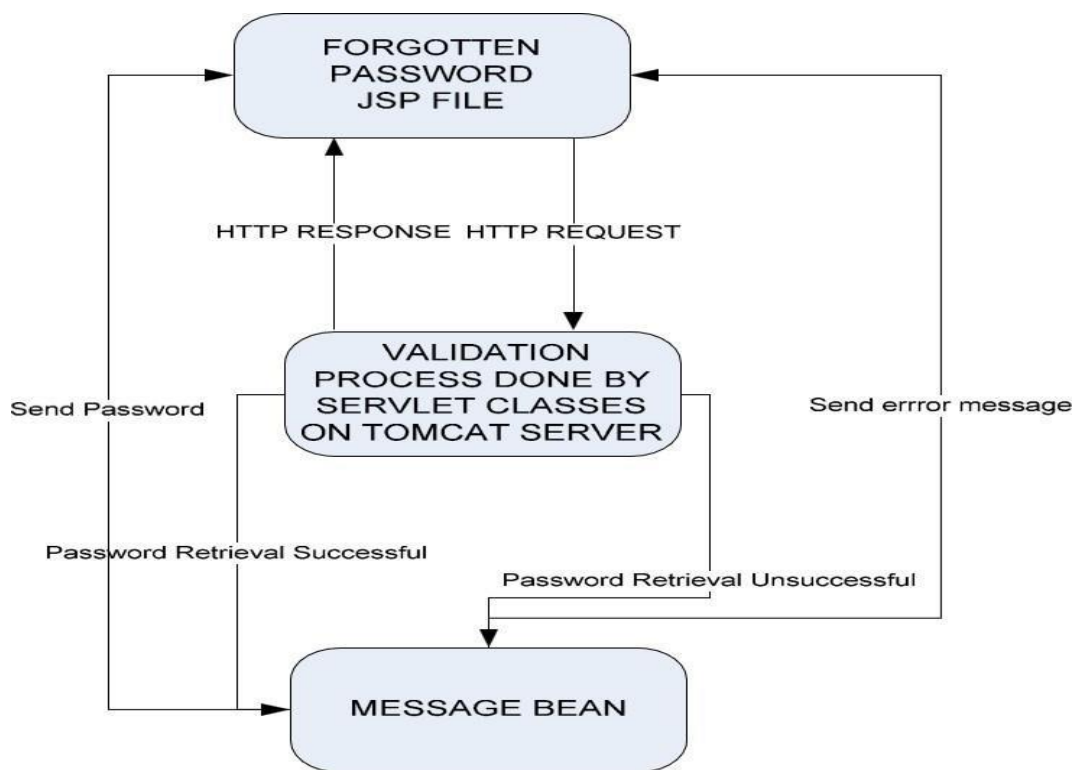 FORGOTTEN
PASSWORD
JSP FILE
HTTP RESPONSE
HTTP REQUEST
VALIDATION
PROCESS DONE BY
SERVLET CLASSES
ON TOMCAT SERVER
Send Password
Send errror message
Password Retrieval Successful
Password Retrieval Unsuccessful
MESSAGE BEAN